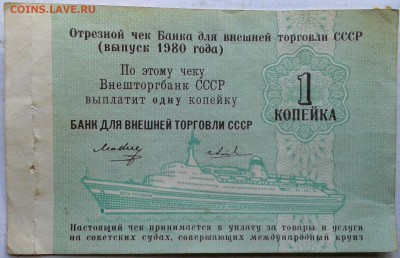 COINS.LAVE.RU
Отрезной чек Банка для внешней торговли СССР
(выпуск 1980 года)
По этому чеку
Внешторгбанк СССР
выплатит одну копейку
1
КОПЕЙКА
БАНК ДЛЯ ВНЕШНЕЙ ТОРГОВЛИ СССР
Настоящий чек принимается в уплату за товары и услуги
на советских судах, совершающих международный круиз